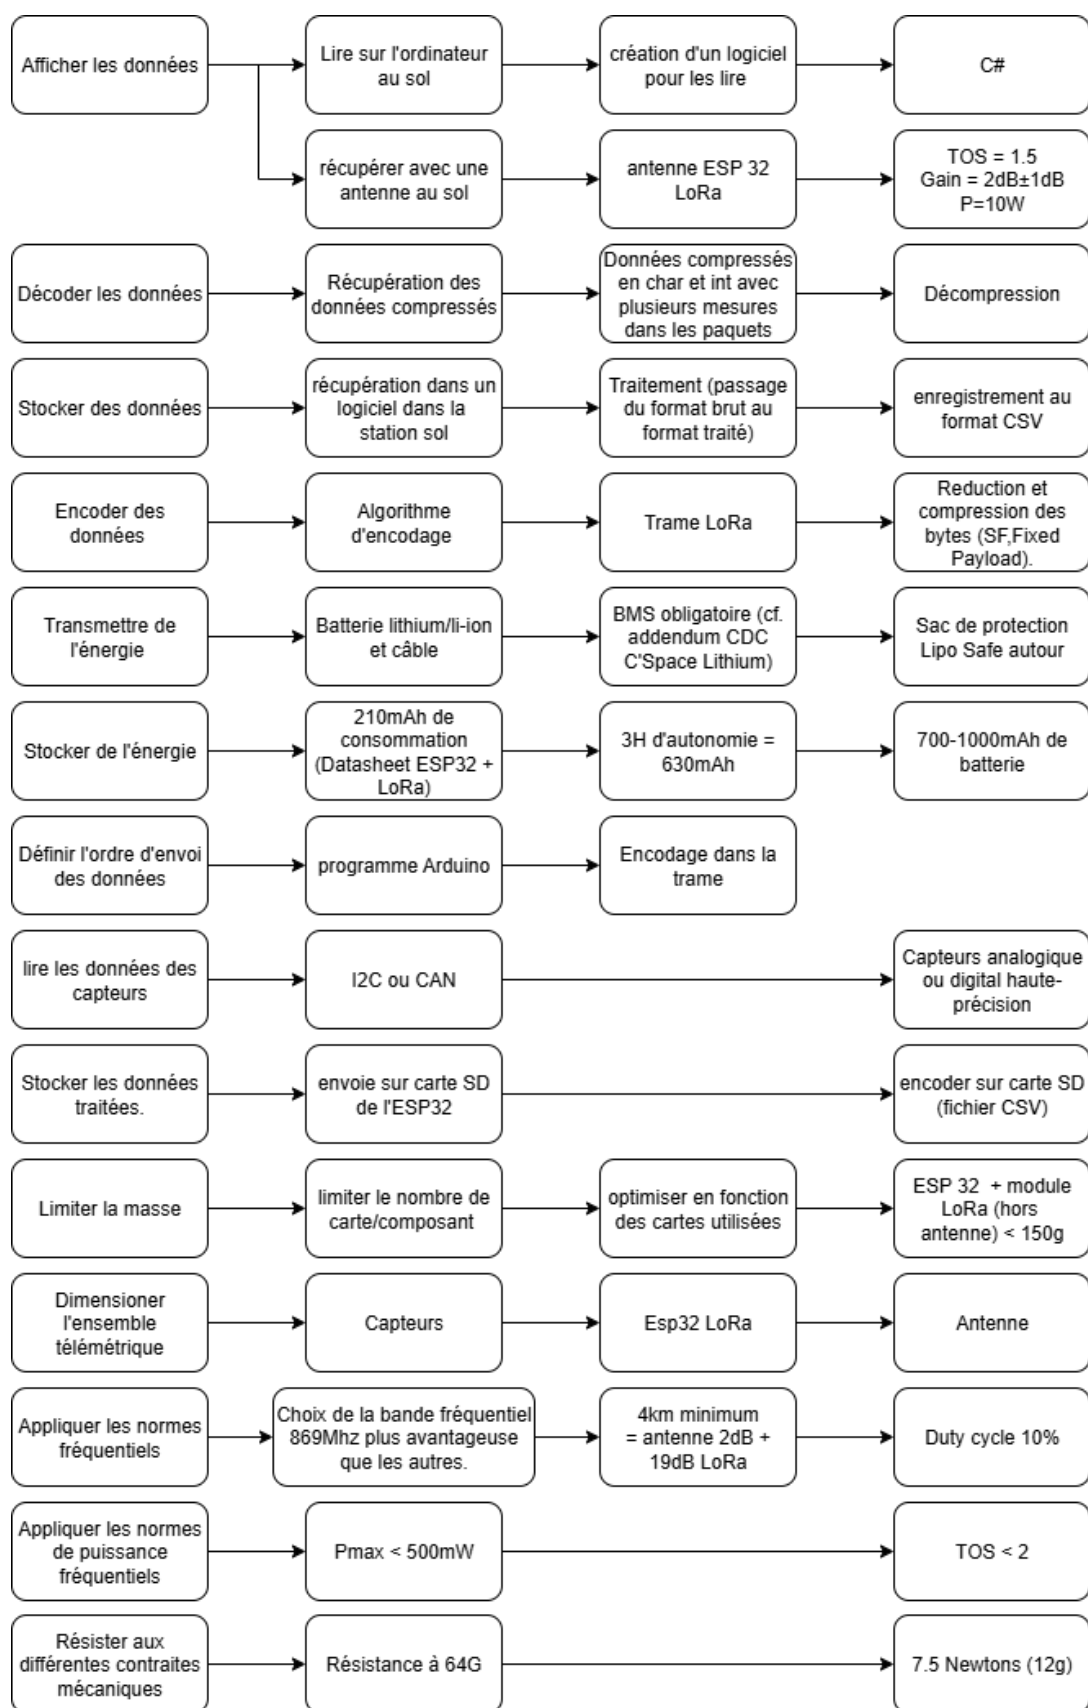 Afficher les données
Lire sur l'ordinateur
au sol
création d'un logiciel
pour les lire
C#
récupérer avec une
antenne au sol
antenne ESP 32
LoRa
TOS = 1.5
Gain = 2dB±1dB
P=10W
Décoder les données
Récupération des
données compressés
Données compressés
en char et int avec
plusieurs mesures
dans les paquets
Décompression
Stocker des données
récupération dans un
logiciel dans la
station sol
Traitement (passage
du format brut au
format traité)
enregistrement au
format CSV
Encoder des
données
Algorithme
d'encodage
Trame LoRa
Reduction et
compression des
bytes (SF,Fixed
Payload).
Transmettre de
l'énergie
Batterie lithium/li-ion
et câble
BMS obligatoire (cf.
addendum CDC
C'Space Lithium)
Sac de protection
Lipo Safe autour
Stocker de l'énergie
210mAh de
consommation
(Datasheet ESP32 +
LoRa)
3H d'autonomie =
630mAh
700-1000mAh de
batterie
Définir l'ordre d'envoi
des données
programme Arduino
Encodage dans la
trame
lire les données des
capteurs
I2C ou CAN
Capteurs analogique
ou digital haute-
précision
Stocker les données
traitées.
envoie sur carte SD
de l'ESP32
encoder sur carte SD
(fichier CSV)
Limiter la masse
limiter le nombre de
carte/composant
optimiser en fonction
des cartes utilisées
ESP 32 + module
LoRa (hors
antenne) < 150g
Dimensioner
l'ensemble
télémétrique
Capteurs
Esp32 LoRa
Antenne
Appliquer les normes
fréquentiels
Choix de la bande fréquentiel
869Mhz plus avantageuse
que les autres.
4km minimum
= antenne 2dB +
19dB LoRa
Duty cycle 10%
Appliquer les normes
de puissance
fréquentiels
Pmax < 500mW
TOS < 2
Résister aux
différentes contraites
mécaniques
Résistance à 64G
7.5 Newtons (12g)